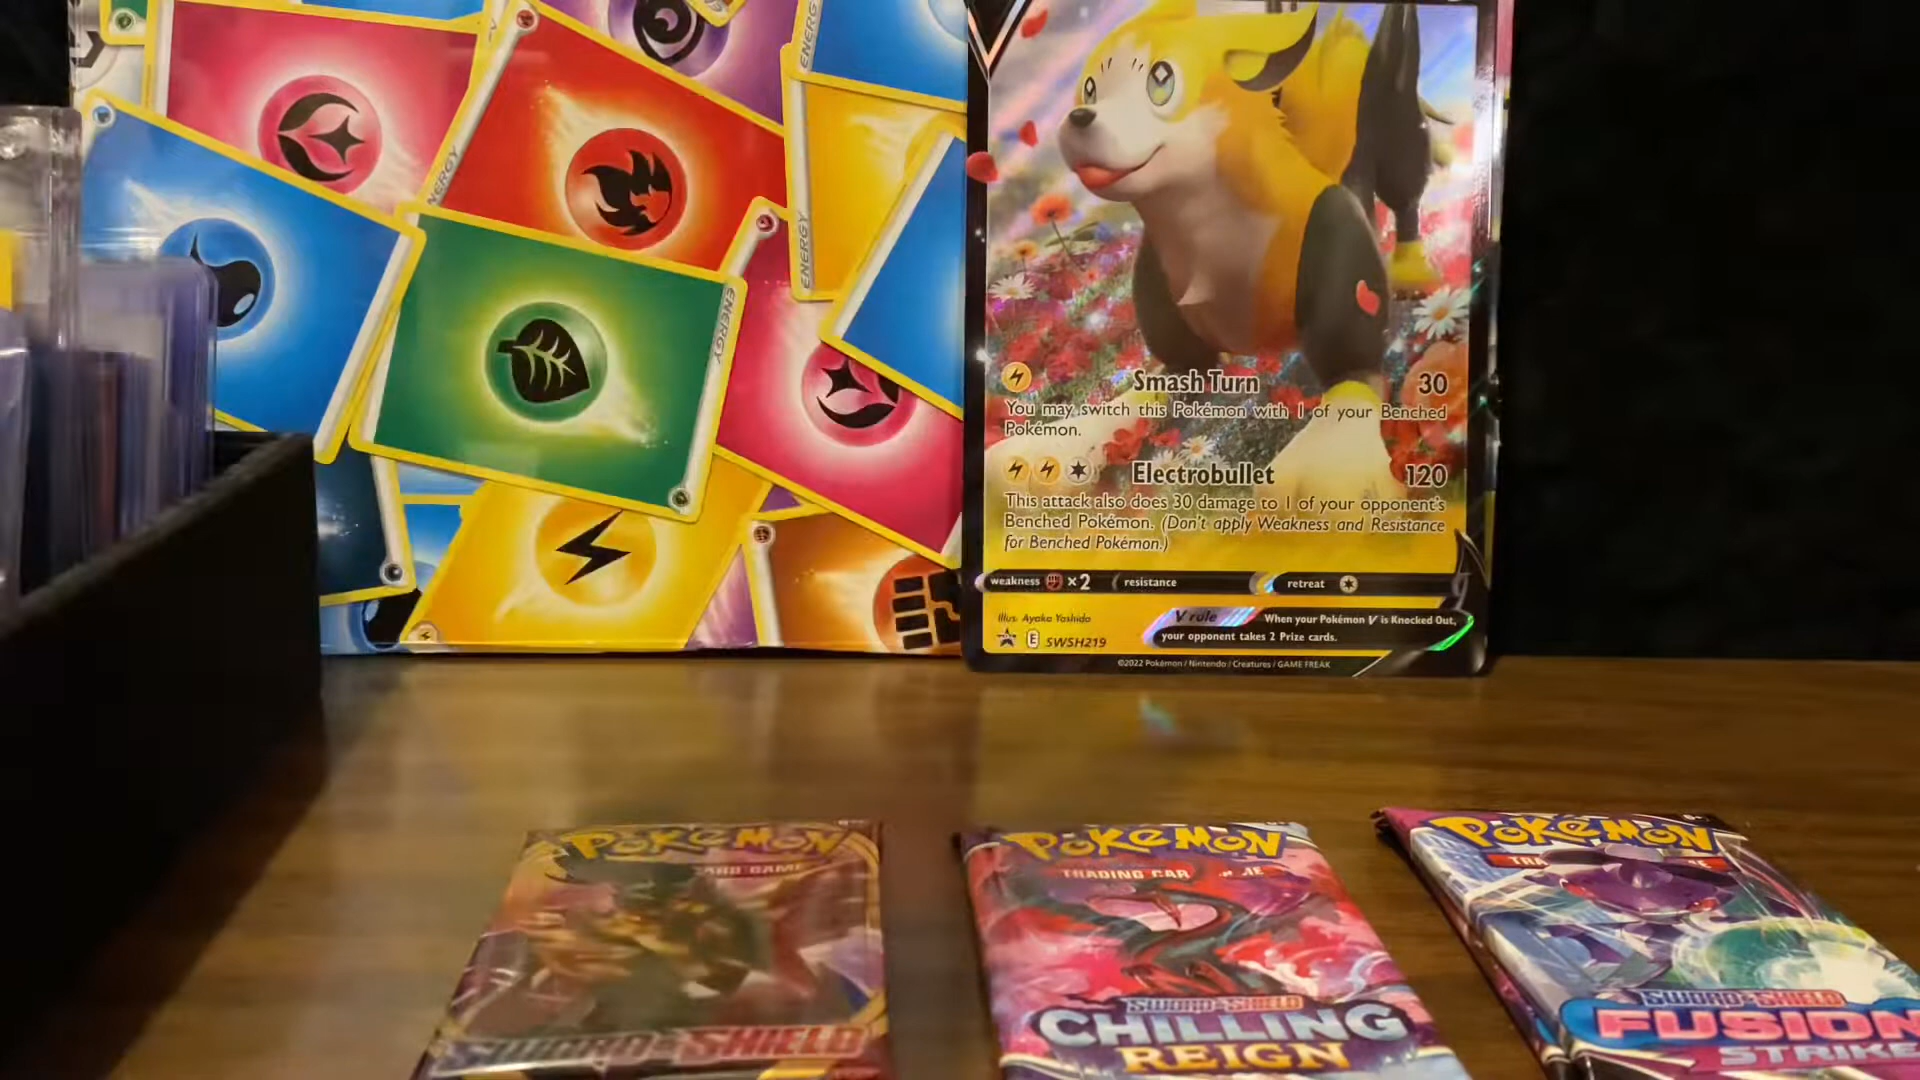 ENERGY
ENERGY
ENERGY
ENERGY
Smash Turn 30
You may switch this Pokémon with 1 of your Benched
Pokémon.
Electrobullet 120
This attack also does 30 damage to 1 of your opponent's
Benched Pokémon. (Don't apply Weakness and Resistance
for Benched Pokémon.)
weakness ×2 resistance retreat
Illus. Ayaka Yoshida
V rule When your Pokémon V is Knocked Out,
your opponent takes 2 Prize cards.
E SWSH219
©2022 Pokémon / Nintendo / Creatures / GAME FREAK
POKéMON
CARD GAME
SWORD & SHIELD
POKéMON
TRADING CAR
SWORD & SHIELD
CHILLING
REIGN
POKéMON
SWORD & SHIELD
FUSION
STRIKE